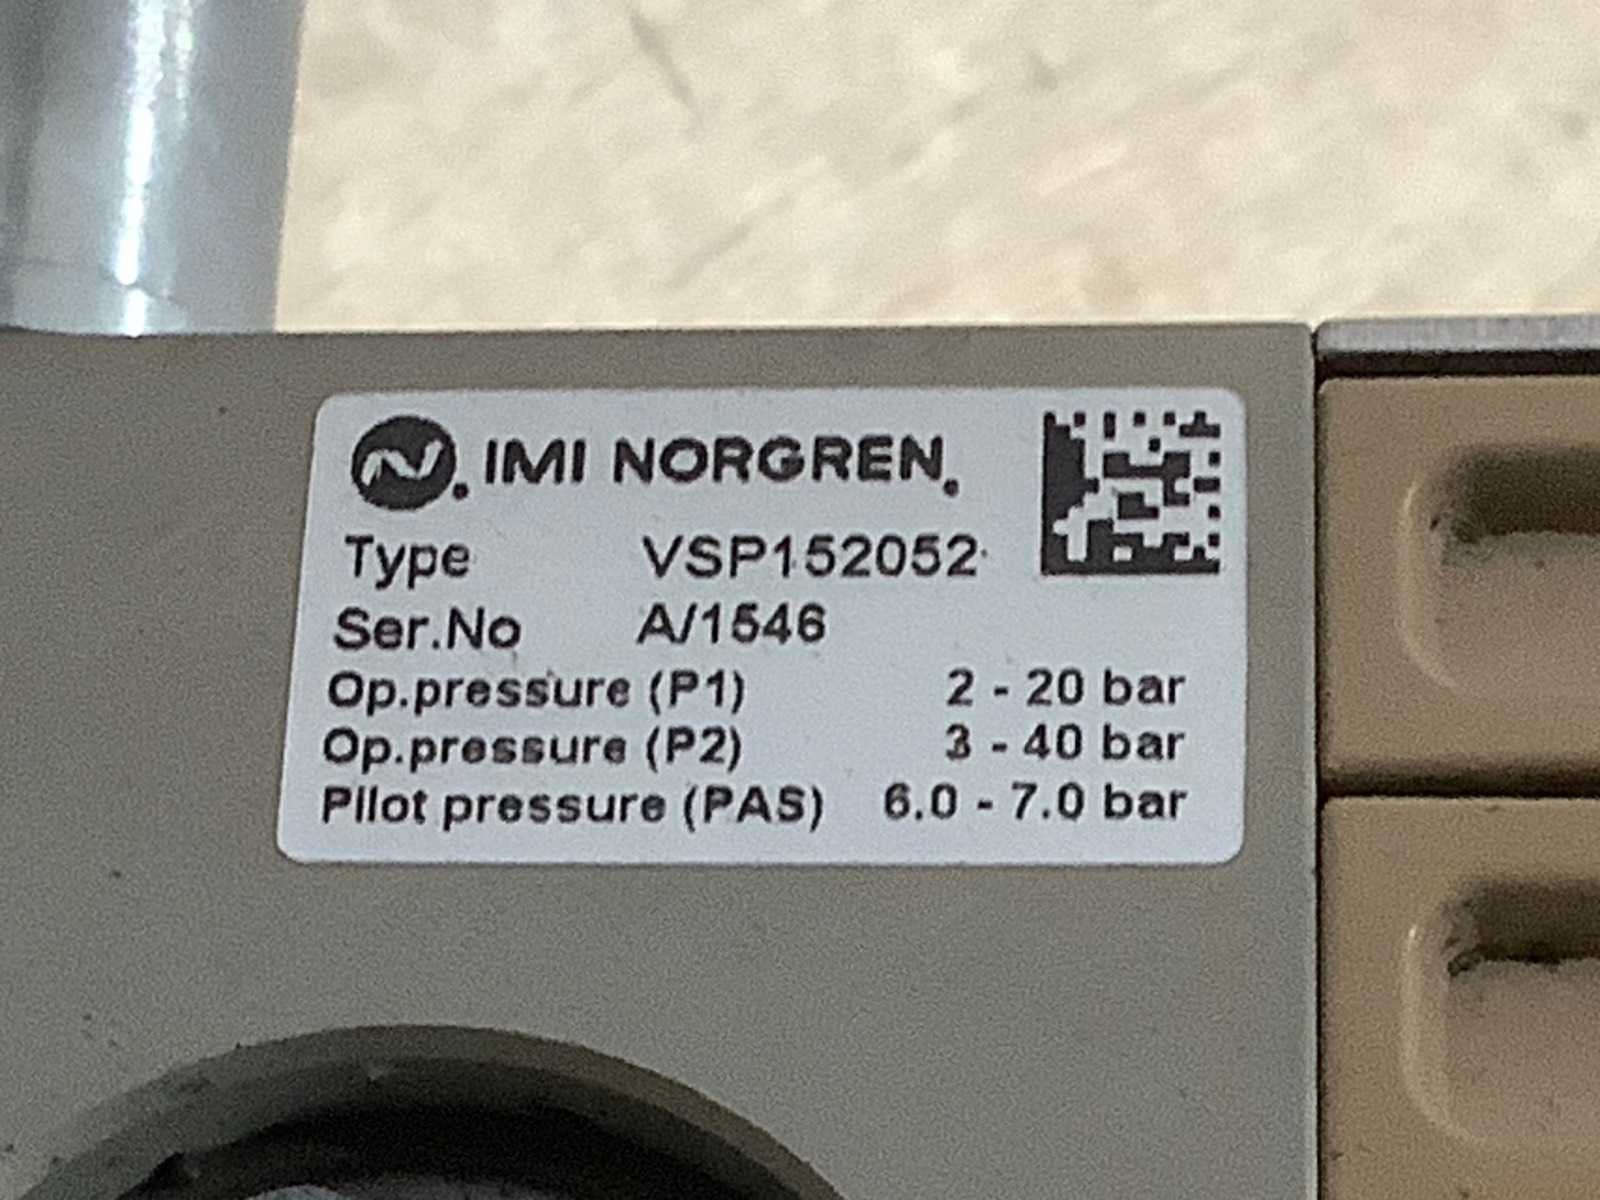 IMI NORGREN
Type VSP152052
Ser.No A/1546
Op.pressure (P1) 2 - 20 bar
Op.pressure (P2) 3 - 40 bar
Pilot pressure (PAS) 6.0 - 7.0 bar